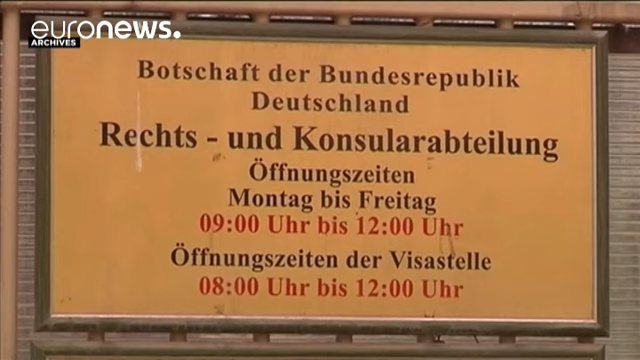 euronews.
ARCHIVES
Botschaft der Bundesrepublik
Deutschland
Rechts - und Konsularabteilung
Öffnungszeiten
Montag bis Freitag
09:00 Uhr bis 12:00 Uhr
Öffnungszeiten der Visastelle
08:00 Uhr bis 12:00 Uhr